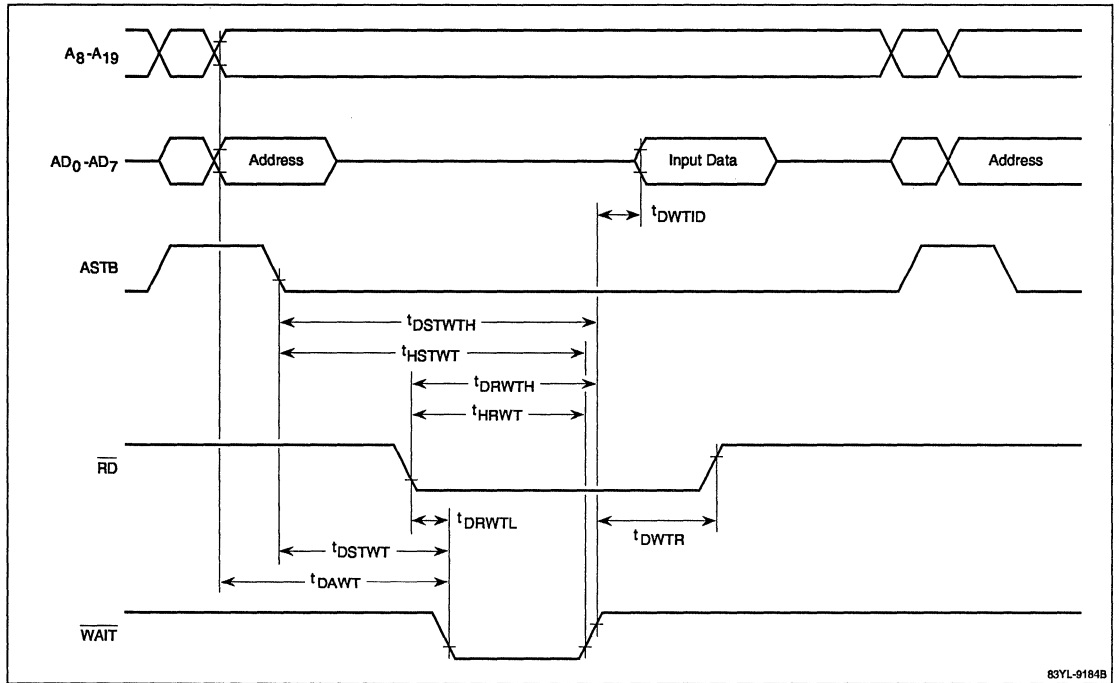 A8-A19
AD0-AD7
Address
Input Data
Address
tDWTID
ASTB
tDSTWTH
tHSTWT
tDRWTH
tHRWT
RD
tDRWTL
tDWTR
tDSTWT
tDAWT
WAIT
83YL-9184B